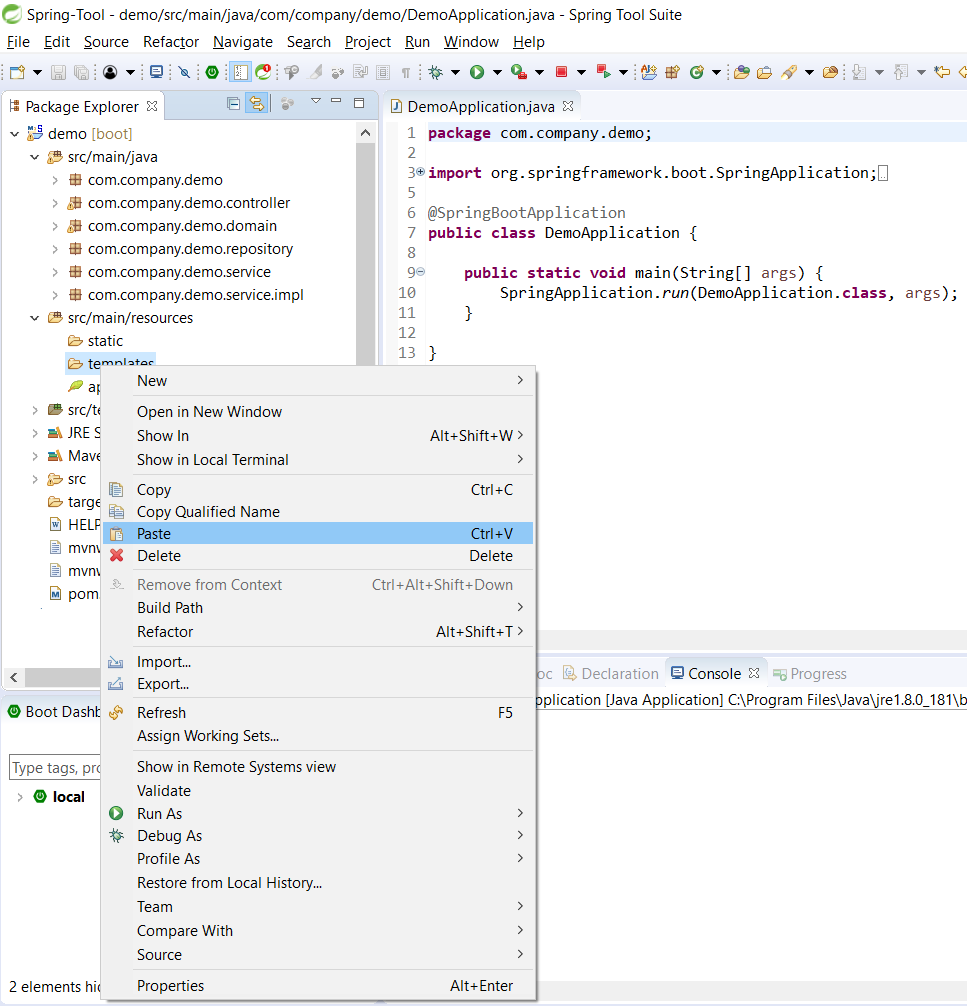 Spring-Tool - demo/src/main/java/com/company/demo/DemoApplication.java - Spring Tool Suite
File Edit Source Refactor Navigate Search Project Run Window Help
Package Explorer
demo [boot]
src/main/java
com.company.demo
com.company.demo.controller
com.company.demo.domain
com.company.demo.repository
com.company.demo.service
com.company.demo.service.impl
src/main/resources
static
templates
ap
src/te
JRE S
Mave
src
targe
HELP
mvnv
mvnv
pom.
DemoApplication.java
1 package com.company.demo;
2
3 import org.springframework.boot.SpringApplication;
5
6 @SpringBootApplication
7 public class DemoApplication {
8
9 public static void main(String[] args) {
10 SpringApplication.run(DemoApplication.class, args);
11 }
12
13 }
New
Open in New Window
Show In Alt+Shift+W
Show in Local Terminal
Copy Ctrl+C
Copy Qualified Name
Paste Ctrl+V
Delete Delete
Remove from Context Ctrl+Alt+Shift+Down
Build Path
Refactor Alt+Shift+T
Import...
Export...
Refresh F5
Assign Working Sets...
Show in Remote Systems view
Validate
Run As
Debug As
Profile As
Restore from Local History...
Team
Compare With
Source
Properties Alt+Enter
oc Declaration Console Progress
pplication [Java Application] C:\Program Files\Java\jre1.8.0_181\b
Boot Dashb
Type tags, pro
local
2 elements hid